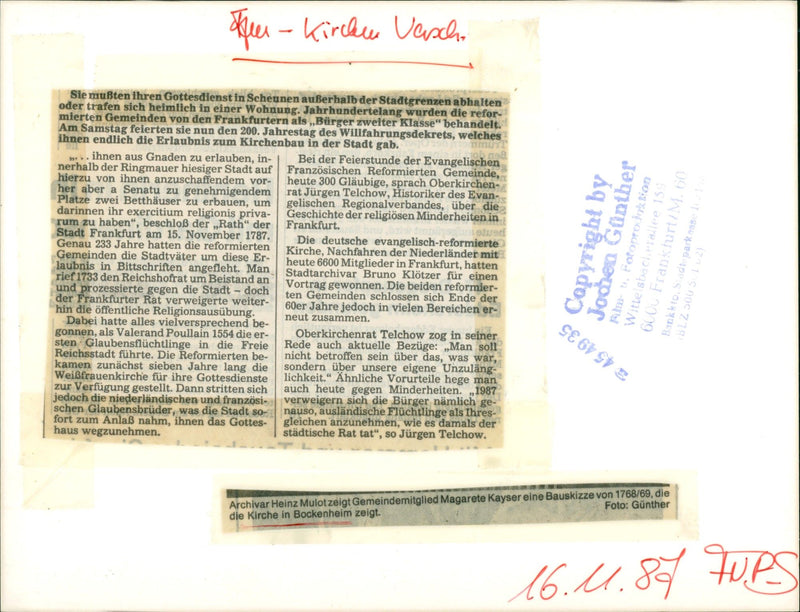 Ffm - Kirchen Versch.
Sie mußten ihren Gottesdienst in Scheunen außerhalb der Stadtgrenzen abhalten
oder trafen sich heimlich in einer Wohnung. Jahrhundertelang wurden die refor-
mierten Gemeinden von den Frankfurtern als „Bürger zweiter Klasse“ behandelt.
Am Samstag feierten sie nun den 200. Jahrestag des Willfahrungsdekrets, welches
ihnen endlich die Erlaubnis zum Kirchenbau in der Stadt gab.
„... ihnen aus Gnaden zu erlauben, in-
nerhalb der Ringmauer hiesiger Stadt auf
hierzu von ihnen anzuschaffendem vor-
her aber a Senatu zu genehmigendem
Platze zwei Betthäuser zu erbauen, um
darinnen ihr exercitium religionis priva-
rum zu haben“, beschloß der „Rath“ der
Stadt Frankfurt am 15. November 1787.
Genau 233 Jahre hatten die reformierten
Gemeinden die Stadtväter um diese Er-
laubnis in Bittschriften angefleht. Man
rief 1733 den Reichshofrat um Beistand an
und prozessierte gegen die Stadt – doch
der Frankfurter Rat verweigerte weiter-
hin die öffentliche Religionsausübung.
Dabei hatte alles vielversprechend be-
gonnen, als Valerand Poullain 1554 die er-
sten Glaubensflüchtlinge in die Freie
Reichsstadt führte. Die Reformierten be-
kamen zunächst sieben Jahre lang die
Weißfrauenkirche für ihre Gottesdienste
zur Verfügung gestellt. Dann stritten sich
jedoch die niederländischen und französi-
schen Glaubensbrüder, was die Stadt so-
fort zum Anlaß nahm, ihnen das Gottes-
haus wegzunehmen.
Bei der Feierstunde der Evangelischen
Französischen Reformierten Gemeinde,
heute 300 Gläubige, sprach Oberkirchen-
rat Jürgen Telchow, Historiker des Evan-
gelischen Regionalverbandes, über die
Geschichte der religiösen Minderheiten in
Frankfurt.
Die deutsche evangelisch-reformierte
Kirche, Nachfahren der Niederländer mit
heute 6600 Mitgliedern in Frankfurt, hatten
Stadtarchivar Bruno Klötzer für einen
Vortrag gewonnen. Die beiden reformier-
ten Gemeinden schlossen sich Ende der
60er Jahre jedoch in vielen Bereichen er-
neut zusammen.
Oberkirchenrat Telchow zog in seiner
Rede auch aktuelle Bezüge: „Man soll
nicht betroffen sein über das, was war,
sondern über unsere eigene Unzuläng-
lichkeit.“ Ähnliche Vorurteile hege man
auch heute gegen Minderheiten. „1987
verweigern sich die Bürger nämlich ge-
nauso, ausländische Flüchtlinge als Ihres-
gleichen anzunehmen, wie es damals der
städtische Rat tat“, so Jürgen Telchow.
Copyright by
Jochen Günther
Film- u. Fotoproduktion
6000 Frankfurt/M. 60
454935
Archivar Heinz Mulot zeigt Gemeindemitglied Magarete Kayser eine Bauskizze von 1768/69, die
die Kirche in Bockenheim zeigt. Foto: Günther
16.11.87 FNP-S